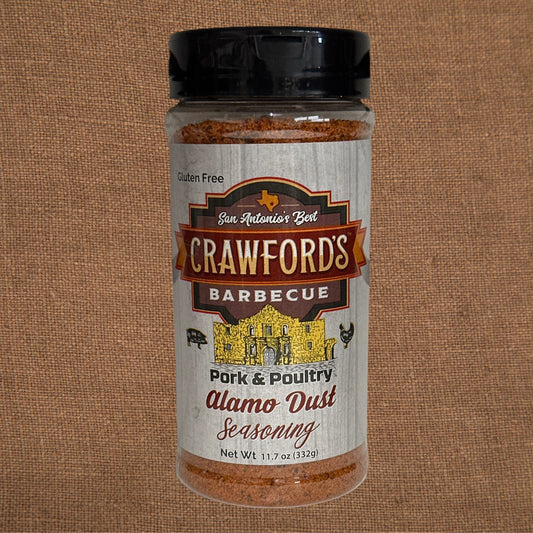 Gluten Free
San Antonio's Best
CRAWFORD'S
BARBECUE
Pork & Poultry
Alamo Dust
Seasoning
Net Wt 11.7 oz (332g)